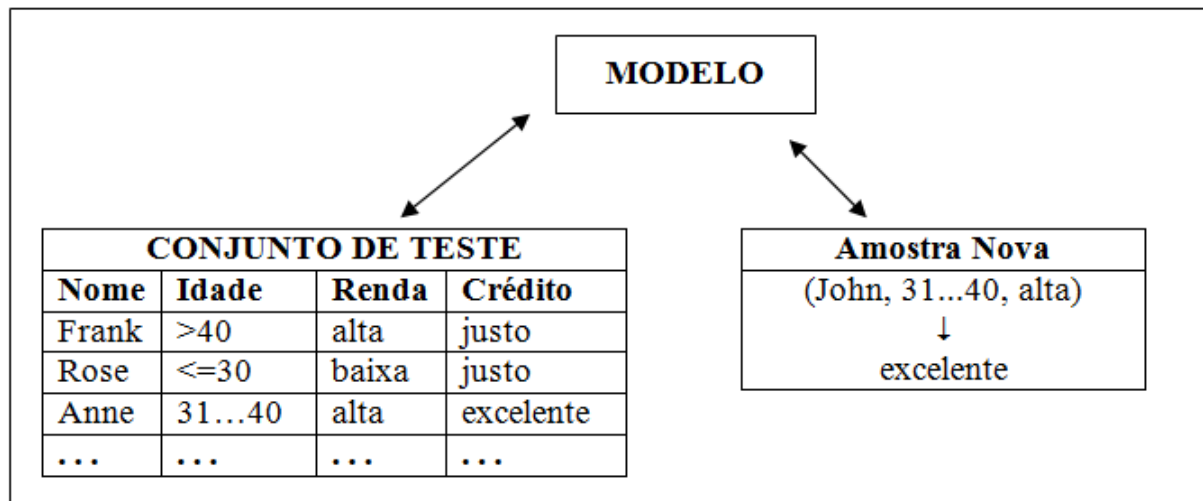 MODELO
CONJUNTO DE TESTE
Nome Idade Renda Crédito
Frank >40 alta justo
Rose <=30 baixa justo
Anne 31...40 alta excelente
... ... ... ...
Amostra Nova
(John, 31...40, alta)
↓
excelente